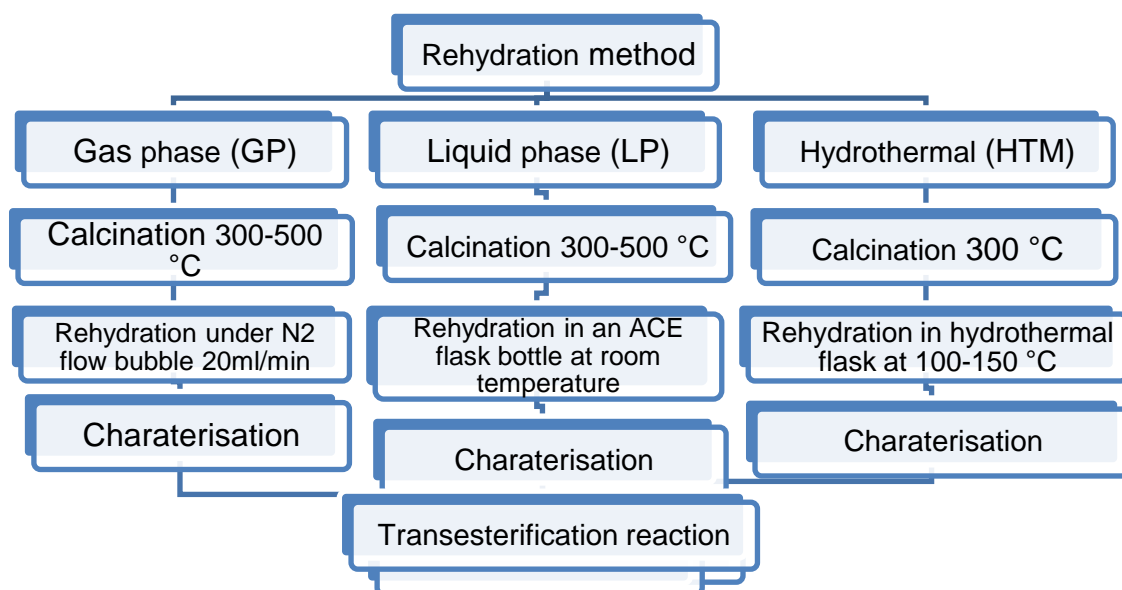 Rehydration method
Gas phase (GP)
Liquid phase (LP)
Hydrothermal (HTM)
Calcination 300-500
°C
Calcination 300-500 °C
Calcination 300 °C
Rehydration under N2
flow bubble 20ml/min
Rehydration in an ACE
flask bottle at room
temperature
Rehydration in hydrothermal
flask at 100-150 °C
Charaterisation
Charaterisation
Charaterisation
Transesterification reaction